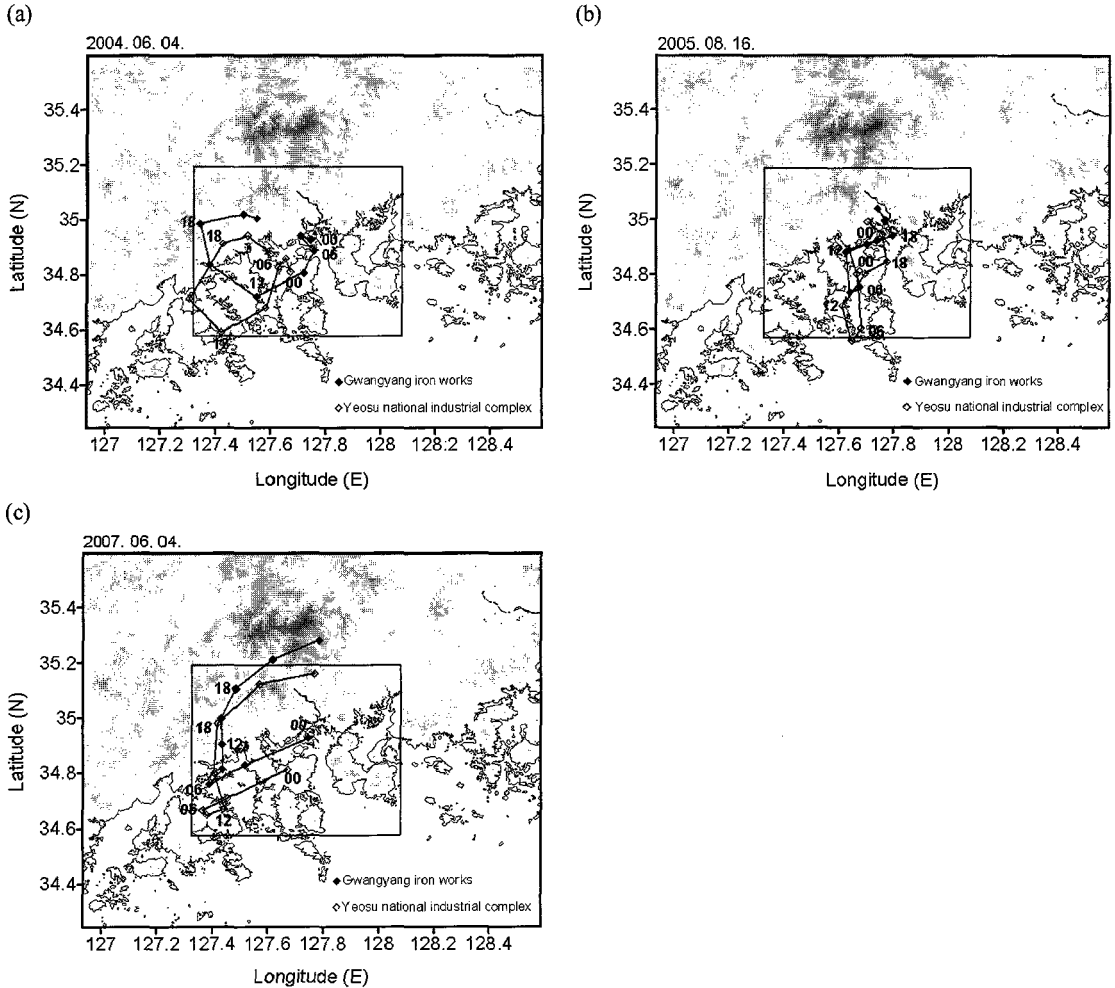 (a)
2004. 06. 04.
35.4
35.2
35
34.8
34.6
34.4
Latitude (N)
18
18
00
06
06
12
00
12
Gwangyang iron works
Yeosu national industrial complex
127 127.2 127.4 127.6 127.8 128 128.2 128.4
Longitude (E)
(b)
2005. 08. 16.
35.4
35.2
35
34.8
34.6
34.4
Latitude (N)
00
18
12
00
18
06
12
06
Gwangyang iron works
Yeosu national industrial complex
127 127.2 127.4 127.6 127.8 128 128.2 128.4
Longitude (E)
(c)
2007. 06. 04.
35.4
35.2
35
34.8
34.6
34.4
Latitude (N)
18
18
00
12
06
00
06
12
Gwangyang iron works
Yeosu national industrial complex
127 127.2 127.4 127.6 127.8 128 128.2 128.4
Longitude (E)